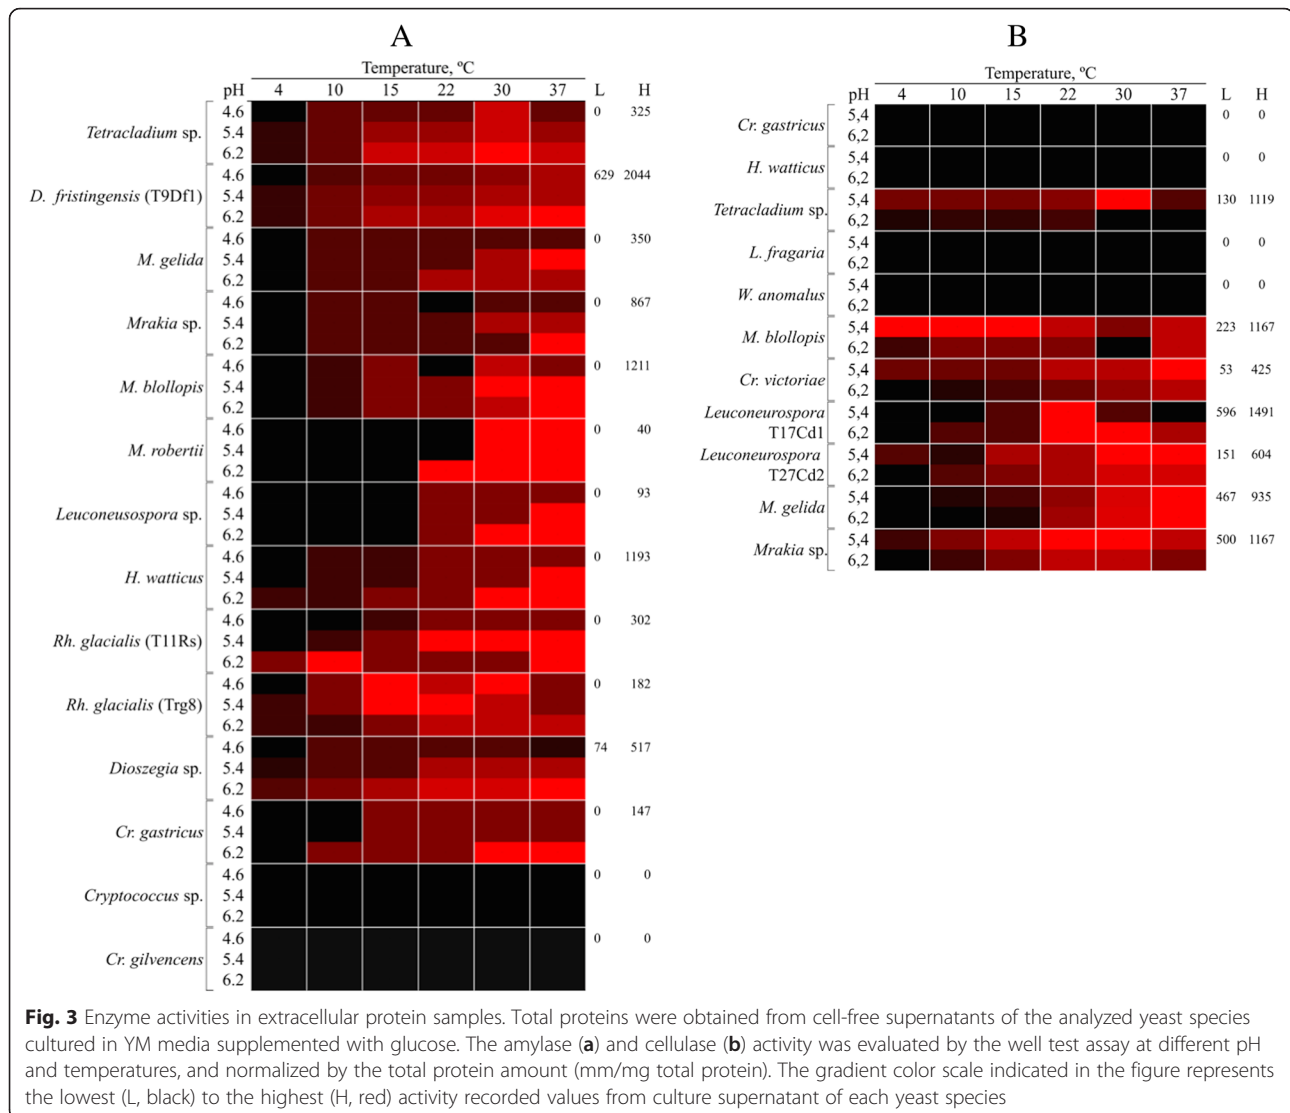 A
Temperature, ºC
pH 4 10 15 22 30 37 L H
Tetracladium sp. 4.6 5.4 6.2 0 325
D. fristingensis (T9Df1) 4.6 5.4 6.2 629 2044
M. gelida 4.6 5.4 6.2 0 350
Mrakia sp. 4.6 5.4 6.2 0 867
M. blollopis 4.6 5.4 6.2 0 1211
M. robertii 4.6 5.4 6.2 0 40
Leuconeusospora sp. 4.6 5.4 6.2 0 93
H. watticus 4.6 5.4 6.2 0 1193
Rh. glacialis (T11Rs) 4.6 5.4 6.2 0 302
Rh. glacialis (Trg8) 4.6 5.4 6.2 0 182
Dioszegia sp. 4.6 5.4 6.2 74 517
Cr. gastricus 4.6 5.4 6.2 0 147
Cryptococcus sp. 4.6 5.4 6.2 0 0
Cr. gilvencens 4.6 5.4 6.2 0 0
B
Temperature, ºC
pH 4 10 15 22 30 37 L H
Cr. gastricus 5,4 6,2 0 0
H. watticus 5,4 6,2 0 0
Tetracladium sp. 5,4 6,2 130 1119
L. fragaria 5,4 6,2 0 0
W. anomalus 5,4 6,2 0 0
M. blollopis 5,4 6,2 223 1167
Cr. victoriae 5,4 6,2 53 425
Leuconeurospora T17Cd1 5,4 6,2 596 1491
Leuconeurospora T27Cd2 5,4 6,2 151 604
M. gelida 5,4 6,2 467 935
Mrakia sp. 5,4 6,2 500 1167
Fig. 3 Enzyme activities in extracellular protein samples. Total proteins were obtained from cell-free supernatants of the analyzed yeast species
cultured in YM media supplemented with glucose. The amylase (a) and cellulase (b) activity was evaluated by the well test assay at different pH
and temperatures, and normalized by the total protein amount (mm/mg total protein). The gradient color scale indicated in the figure represents
the lowest (L, black) to the highest (H, red) activity recorded values from culture supernatant of each yeast species